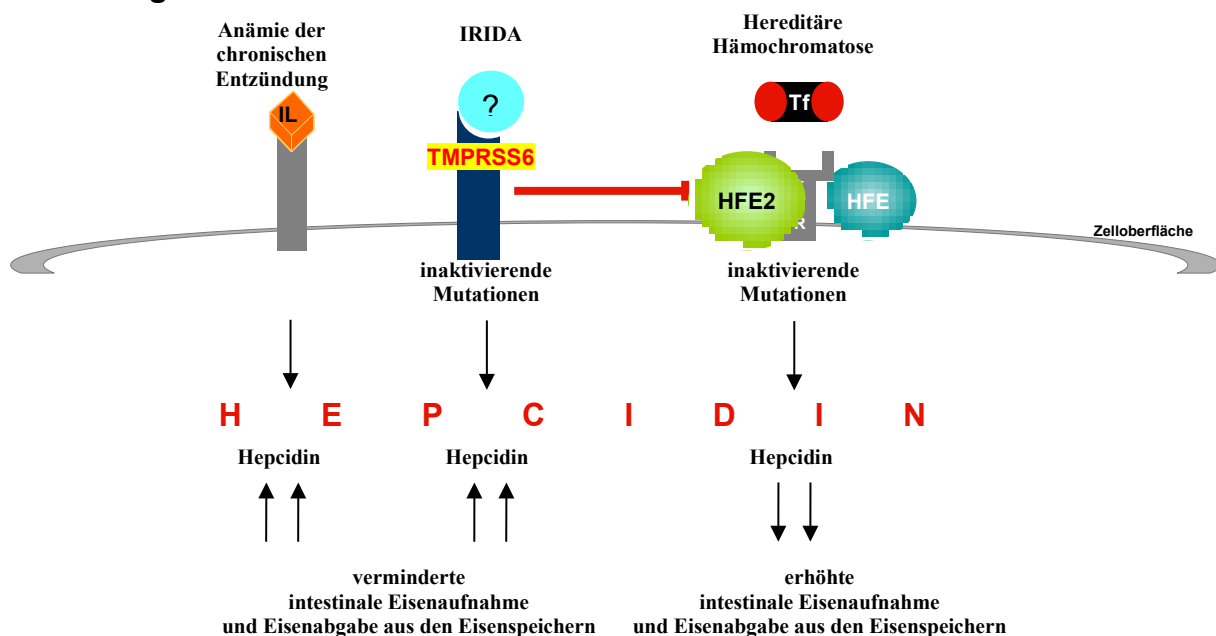 Anämie der
chronischen
Entzündung
IRIDA
Hereditäre
Hämochromatose
IL
?
Tf
TMPRSS6
HFE2
HFE
R
Zelloberfläche
inaktivierende
Mutationen
inaktivierende
Mutationen
H E P C I D I N
Hepcidin
Hepcidin
Hepcidin
verminderte
intestinale Eisenaufnahme
und Eisenabgabe aus den Eisenspeichern
erhöhte
intestinale Eisenaufnahme
und Eisenabgabe aus den Eisenspeichern